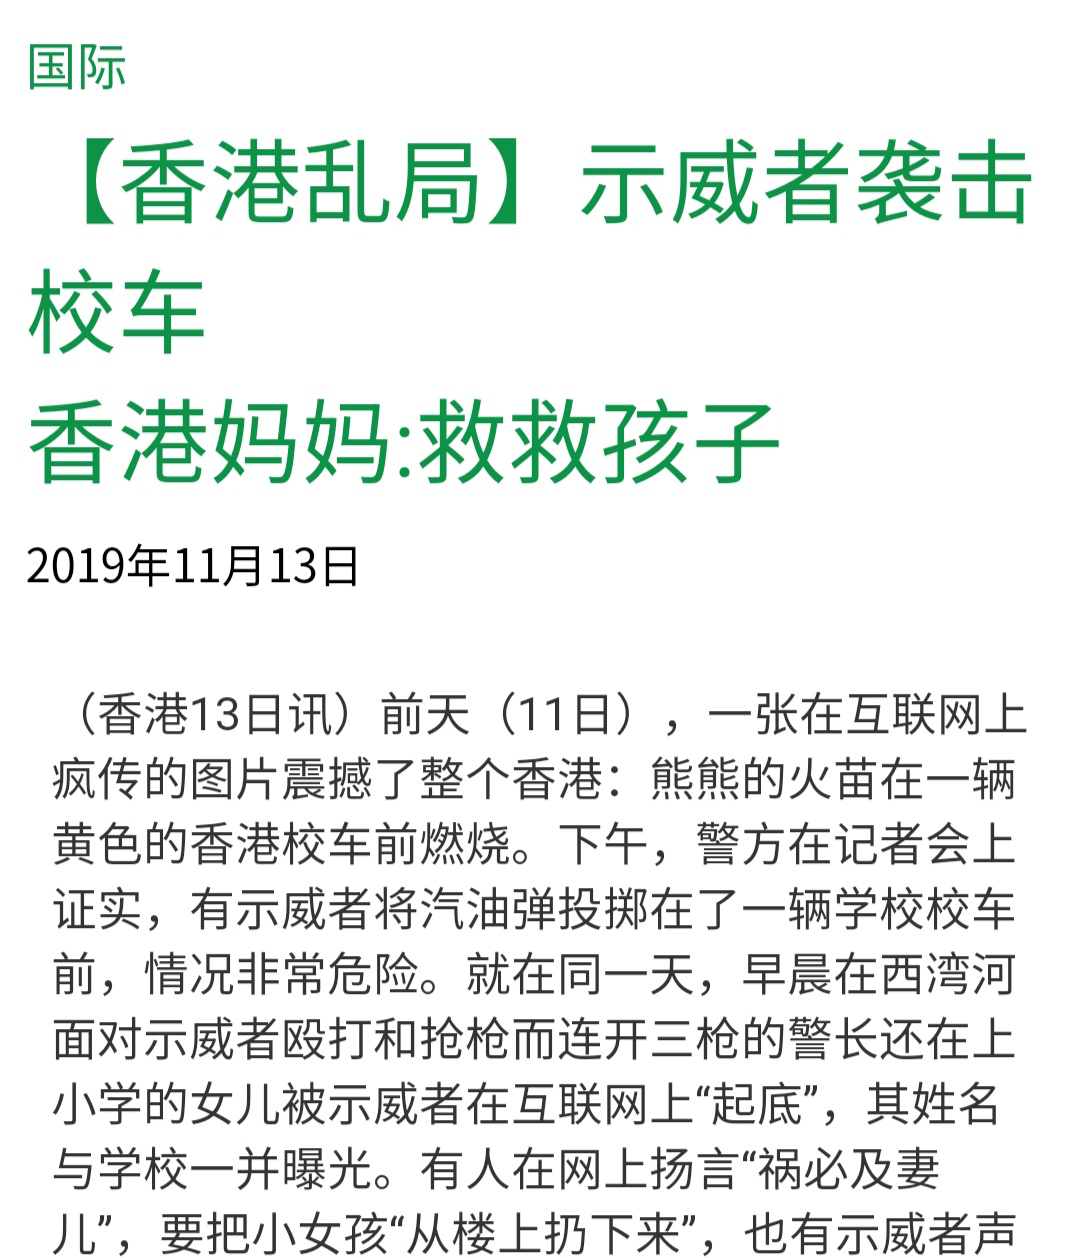 国际
【香港乱局】示威者袭击
校车
香港妈妈:救救孩子
2019年11月13日
（香港13日讯）前天（11日），一张在互联网上
疯传的图片震撼了整个香港：熊熊的火苗在一辆
黄色的香港校车前燃烧。下午，警方在记者会上
证实，有示威者将汽油弹投掷在了一辆学校校车
前，情况非常危险。就在同一天，早晨在西湾河
面对示威者殴打和抢枪而连开三枪的警长还在上
小学的女儿被示威者在互联网上“起底”，其姓名
与学校一并曝光。有人在网上扬言“祸必及妻
儿”，要把小女孩“从楼上扔下来”，也有示威者声